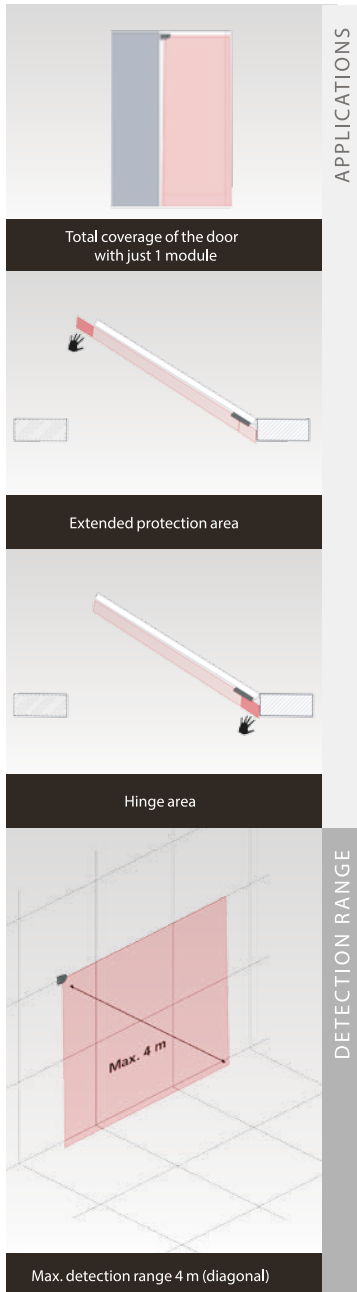 APPLICATIONS
Total coverage of the door
with just 1 module
Extended protection area
Hinge area
DETECTION RANGE
Max. 4 m
Max. detection range 4 m (diagonal)